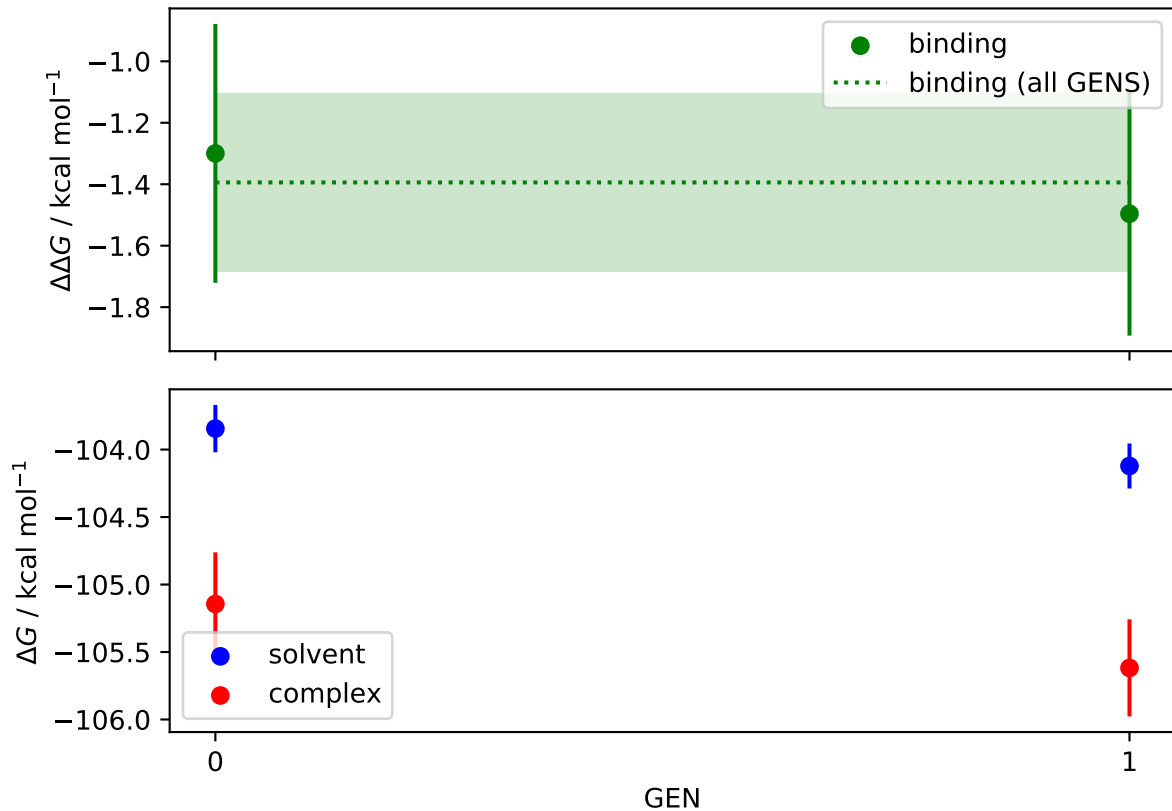 −1.0
−1.2
−1.4
−1.6
−1.8
ΔΔG / kcal mol⁻¹
binding
binding (all GENS)
−104.0
−104.5
−105.0
−105.5
−106.0
ΔG / kcal mol⁻¹
solvent
complex
0 1
GEN